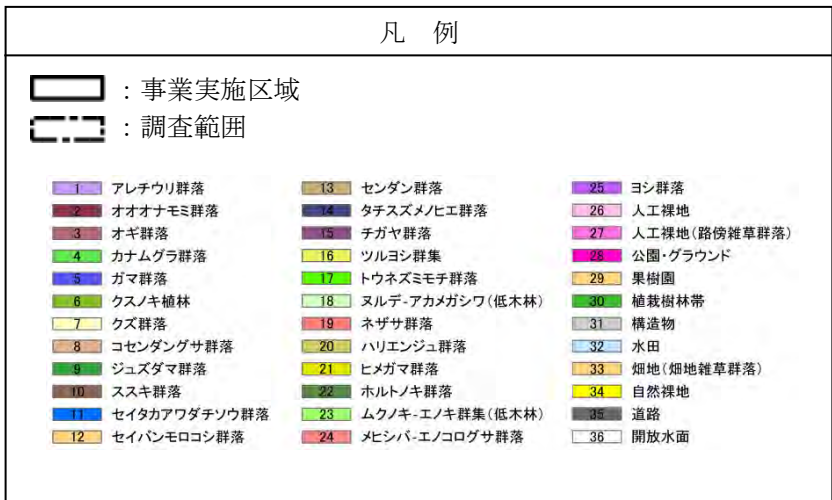 凡 例
：事業実施区域
：調査範囲
1 アレチウリ群落
2 オオオナモミ群落
3 オギ群落
4 カナムグラ群落
5 ガマ群落
6 クスノキ植林
7 クズ群落
8 コセンダングサ群落
9 ジュズダマ群落
10 ススキ群落
11 セイタカアワダチソウ群落
12 セイバンモロコシ群落
13 センダン群落
14 タチスズメノヒエ群落
15 チガヤ群落
16 ツルヨシ群集
17 トウネズミモチ群落
18 ヌルデ-アカメガシワ(低木林)
19 ネザサ群落
20 ハリエンジュ群落
21 ヒメガマ群落
22 ホルトノキ群落
23 ムクノキ-エノキ群集(低木林)
24 メヒシバ-エノコログサ群落
25 ヨシ群落
26 人工裸地
27 人工裸地(路傍雑草群落)
28 公園・グラウンド
29 果樹園
30 植栽樹林帯
31 構造物
32 水田
33 畑地(畑地雑草群落)
34 自然裸地
35 道路
36 開放水面